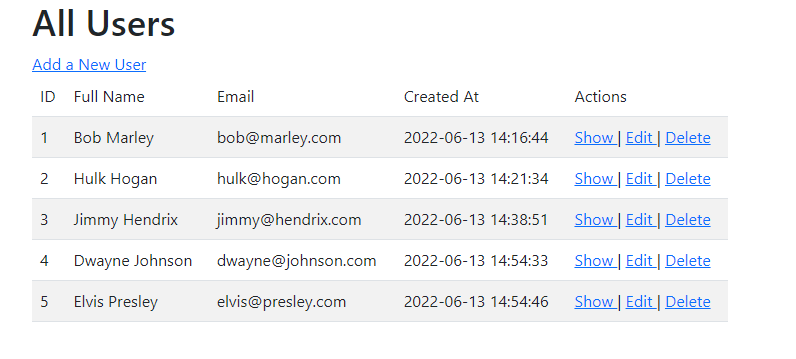 All Users
Add a New User
ID Full Name Email Created At Actions
1 Bob Marley bob@marley.com 2022-06-13 14:16:44 Show | Edit | Delete
2 Hulk Hogan hulk@hogan.com 2022-06-13 14:21:34 Show | Edit | Delete
3 Jimmy Hendrix jimmy@hendrix.com 2022-06-13 14:38:51 Show | Edit | Delete
4 Dwayne Johnson dwayne@johnson.com 2022-06-13 14:54:33 Show | Edit | Delete
5 Elvis Presley elvis@presley.com 2022-06-13 14:54:46 Show | Edit | Delete